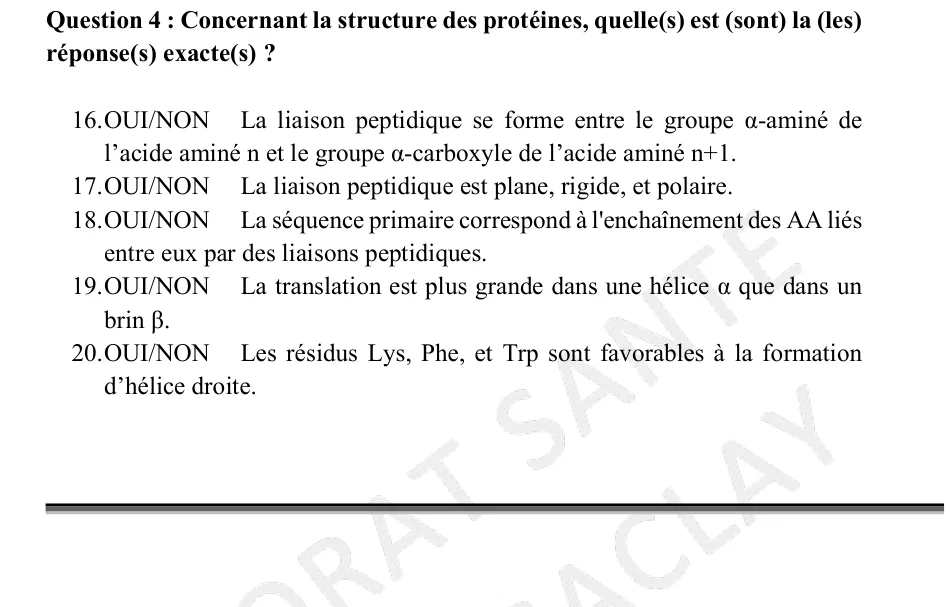 Question 4 : Concernant la structure des protéines, quelle(s) est (sont) la (les)
réponse(s) exacte(s) ?
16.OUI/NON La liaison peptidique se forme entre le groupe α-aminé de
l’acide aminé n et le groupe α-carboxyle de l’acide aminé n+1.
17.OUI/NON La liaison peptidique est plane, rigide, et polaire.
18.OUI/NON La séquence primaire correspond à l'enchaînement des AA liés
entre eux par des liaisons peptidiques.
19.OUI/NON La translation est plus grande dans une hélice α que dans un
brin β.
20.OUI/NON Les résidus Lys, Phe, et Trp sont favorables à la formation
d’hélice droite.
ORAT SANTE
SACLAY